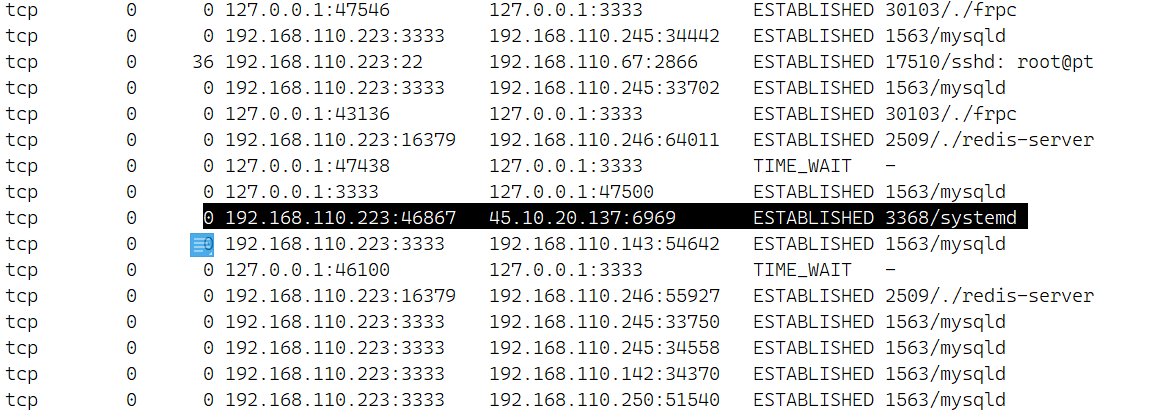 tcp 0 0 127.0.0.1:47546 127.0.0.1:3333 ESTABLISHED 30103/./frpc
tcp 0 0 192.168.110.223:3333 192.168.110.245:34442 ESTABLISHED 1563/mysqld
tcp 0 36 192.168.110.223:22 192.168.110.67:2866 ESTABLISHED 17510/sshd: root@pt
tcp 0 0 192.168.110.223:3333 192.168.110.245:33702 ESTABLISHED 1563/mysqld
tcp 0 0 127.0.0.1:43136 127.0.0.1:3333 ESTABLISHED 30103/./frpc
tcp 0 0 192.168.110.223:16379 192.168.110.246:64011 ESTABLISHED 2509/./redis-server
tcp 0 0 127.0.0.1:47438 127.0.0.1:3333 TIME_WAIT -
tcp 0 0 127.0.0.1:3333 127.0.0.1:47500 ESTABLISHED 1563/mysqld
tcp 0 0 192.168.110.223:46867 45.10.20.137:6969 ESTABLISHED 3368/systemd
tcp 0 0 192.168.110.223:3333 192.168.110.143:54642 ESTABLISHED 1563/mysqld
tcp 0 0 127.0.0.1:46100 127.0.0.1:3333 TIME_WAIT -
tcp 0 0 192.168.110.223:16379 192.168.110.246:55927 ESTABLISHED 2509/./redis-server
tcp 0 0 192.168.110.223:3333 192.168.110.245:33750 ESTABLISHED 1563/mysqld
tcp 0 0 192.168.110.223:3333 192.168.110.245:34558 ESTABLISHED 1563/mysqld
tcp 0 0 192.168.110.223:3333 192.168.110.142:34370 ESTABLISHED 1563/mysqld
tcp 0 0 192.168.110.223:3333 192.168.110.250:51540 ESTABLISHED 1563/mysqld